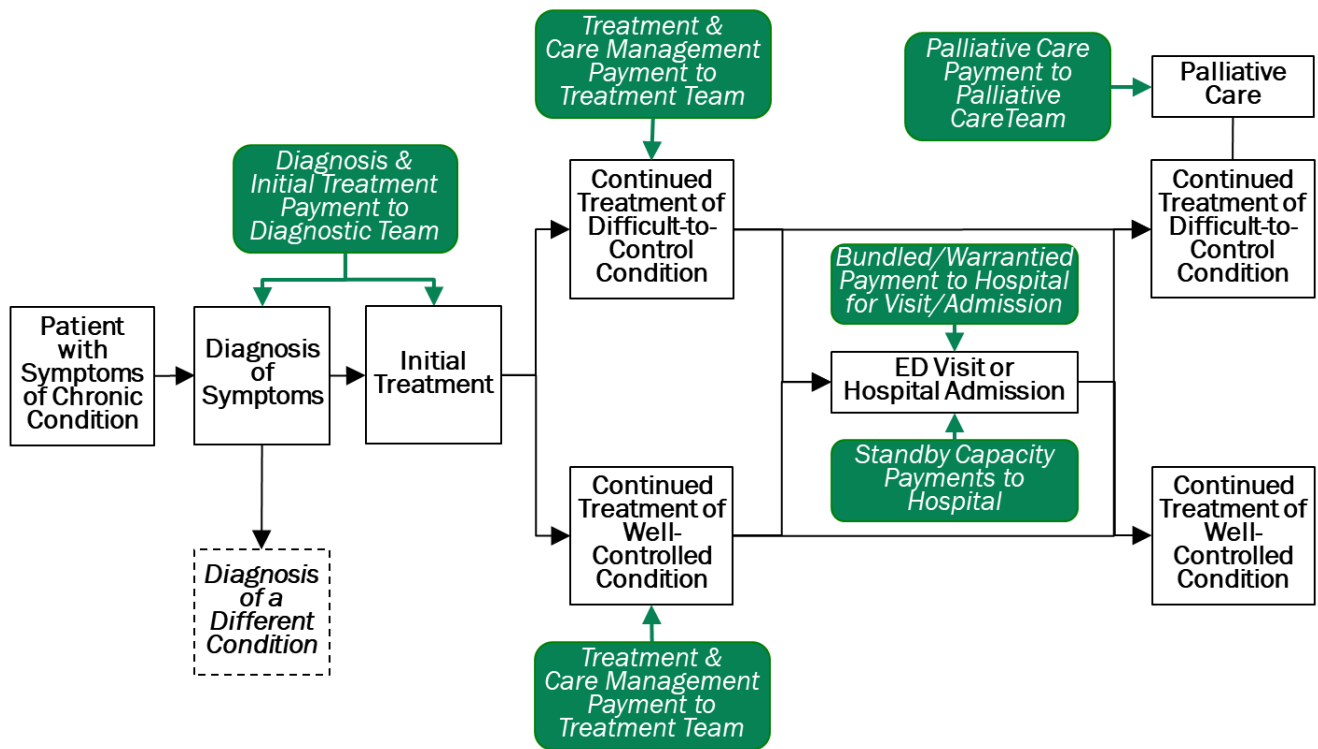 Treatment &
Care Management
Payment to
Treatment Team
Palliative Care
Payment to
Palliative
CareTeam
Palliative
Care
Diagnosis &
Initial Treatment
Payment to
Diagnostic Team
Continued
Treatment of
Difficult-to-
Control
Condition
Continued
Treatment of
Difficult-to-
Control
Condition
Bundled/Warrantied
Payment to Hospital
for Visit/Admission
Patient
with
Symptoms
of Chronic
Condition
Diagnosis
of
Symptoms
Initial
Treatment
ED Visit or
Hospital Admission
Standby Capacity
Payments to
Hospital
Continued
Treatment of
Well-
Controlled
Condition
Continued
Treatment of
Well-
Controlled
Condition
Diagnosis
of a
Different
Condition
Treatment &
Care Management
Payment to
Treatment Team